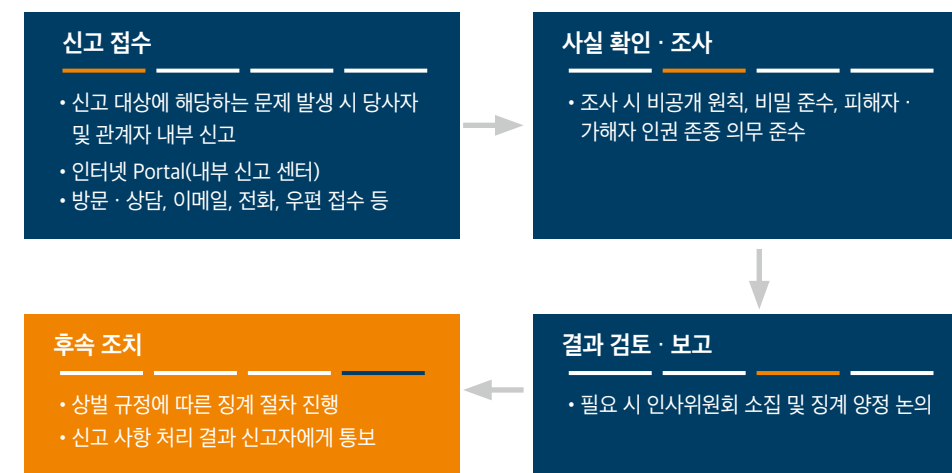 신고 접수
• 신고 대상에 해당하는 문제 발생 시 당사자
및 관계자 내부 신고
• 인터넷 Portal(내부 신고 센터)
• 방문 · 상담, 이메일, 전화, 우편 접수 등
사실 확인 · 조사
• 조사 시 비공개 원칙, 비밀 준수, 피해자 ·
가해자 인권 존중 의무 준수
결과 검토 · 보고
• 필요 시 인사위원회 소집 및 징계 양정 논의
후속 조치
• 상벌 규정에 따른 징계 절차 진행
• 신고 사항 처리 결과 신고자에게 통보